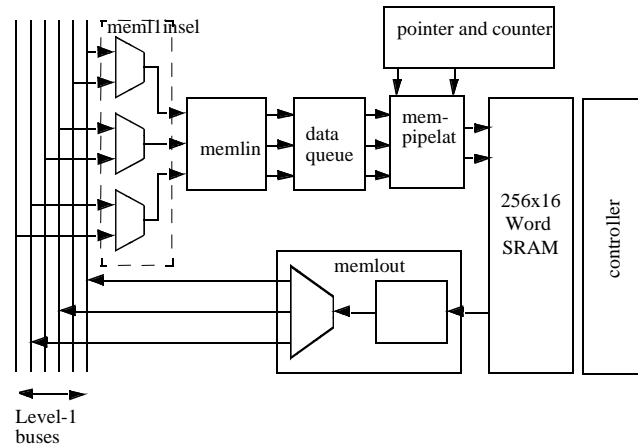 meml1insel
pointer and counter
memlin
data
queue
mem-
pipelat
256x16
Word
SRAM
controller
memlout
Level-1
buses